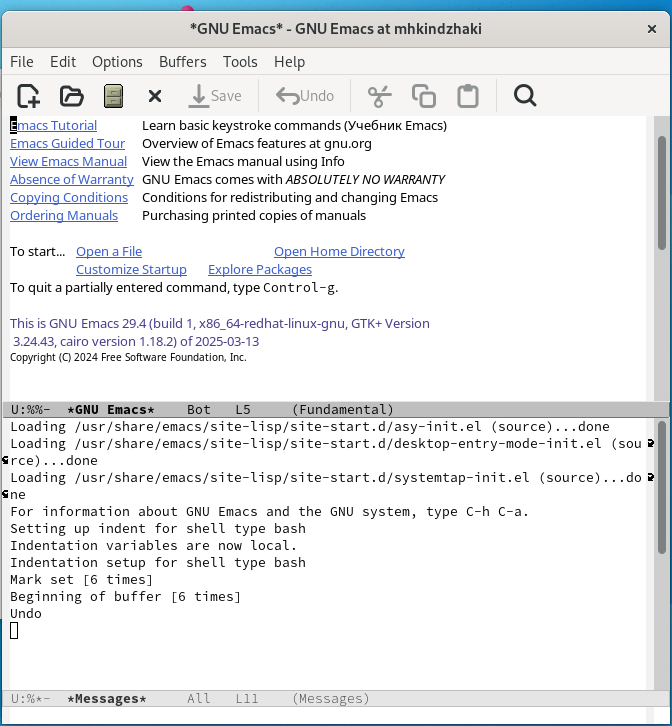 *GNU Emacs* - GNU Emacs at mhkindzhaki
File Edit Options Buffers Tools Help
Save Undo
Emacs Tutorial Learn basic keystroke commands (Учебник Emacs)
Emacs Guided Tour Overview of Emacs features at gnu.org
View Emacs Manual View the Emacs manual using Info
Absence of Warranty GNU Emacs comes with ABSOLUTELY NO WARRANTY
Copying Conditions Conditions for redistributing and changing Emacs
Ordering Manuals Purchasing printed copies of manuals
To start... Open a File Open Home Directory
Customize Startup Explore Packages
To quit a partially entered command, type Control-g.
This is GNU Emacs 29.4 (build 1, x86_64-redhat-linux-gnu, GTK+ Version
3.24.43, cairo version 1.18.2) of 2025-03-13
Copyright (C) 2024 Free Software Foundation, Inc.
U:%%- *GNU Emacs* Bot L5 (Fundamental)
Loading /usr/share/emacs/site-lisp/site-start.d/asy-init.el (source)...done
Loading /usr/share/emacs/site-lisp/site-start.d/desktop-entry-mode-init.el (sou
rce)...done
Loading /usr/share/emacs/site-lisp/site-start.d/systemtap-init.el (source)...do
ne
For information about GNU Emacs and the GNU system, type C-h C-a.
Setting up indent for shell type bash
Indentation variables are now local.
Indentation setup for shell type bash
Mark set [6 times]
Beginning of buffer [6 times]
Undo
U:%*- *Messages* All L11 (Messages)